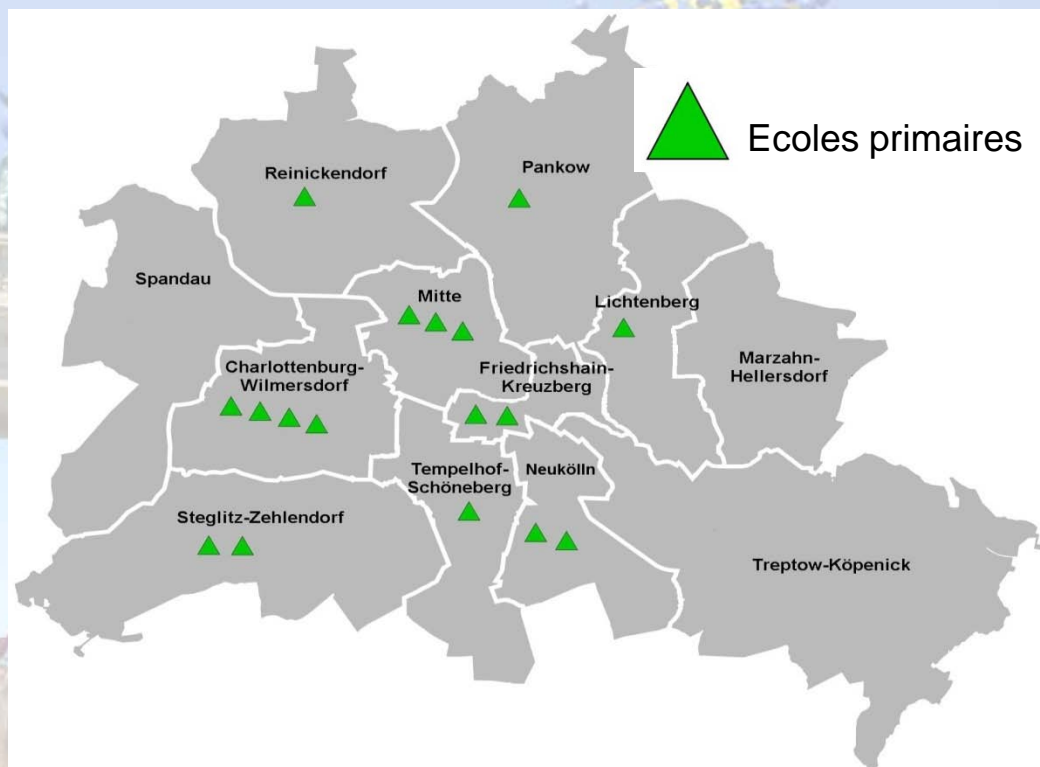 Ecoles primaires
Reinickendorf
Pankow
Spandau
Mitte
Lichtenberg
Charlottenburg-
Wilmersdorf
Friedrichshain-
Kreuzberg
Marzahn-
Hellersdorf
Tempelhof-
Schöneberg
Neukölln
Steglitz-Zehlendorf
Treptow-Köpenick